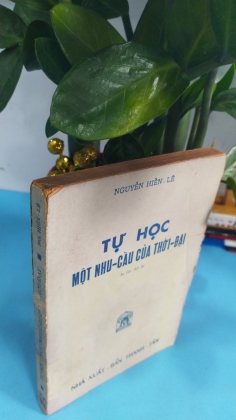 NGUYỄN HIẾN-LÊ
TỰ HỌC
MỘT NHU-CẦU CỦA THỜI-ĐẠI
NHÀ XUẤT-BẢN THANH TÂN